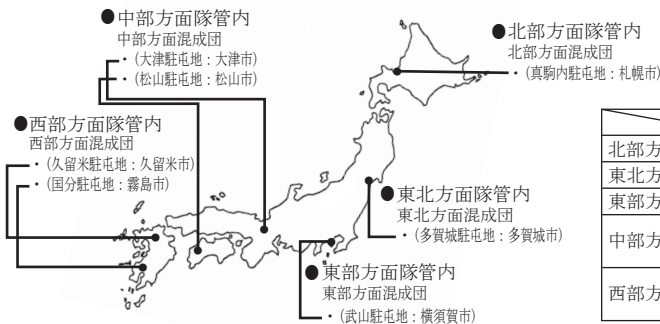 ●中部方面隊管内
中部方面混成団
・(大津駐屯地：大津市)
・(松山駐屯地：松山市)
●北部方面隊管内
北部方面混成団
・(真駒内駐屯地：札幌市)
●西部方面隊管内
西部方面混成団
・(久留米駐屯地：久留米市)
・(国分駐屯地：霧島市)
●東北方面隊管内
東北方面混成団
・(多賀城駐屯地：多賀城市)
●東部方面隊管内
東部方面混成団
・(武山駐屯地：横須賀市)
北部方
東北方
東部方
中部方
西部方